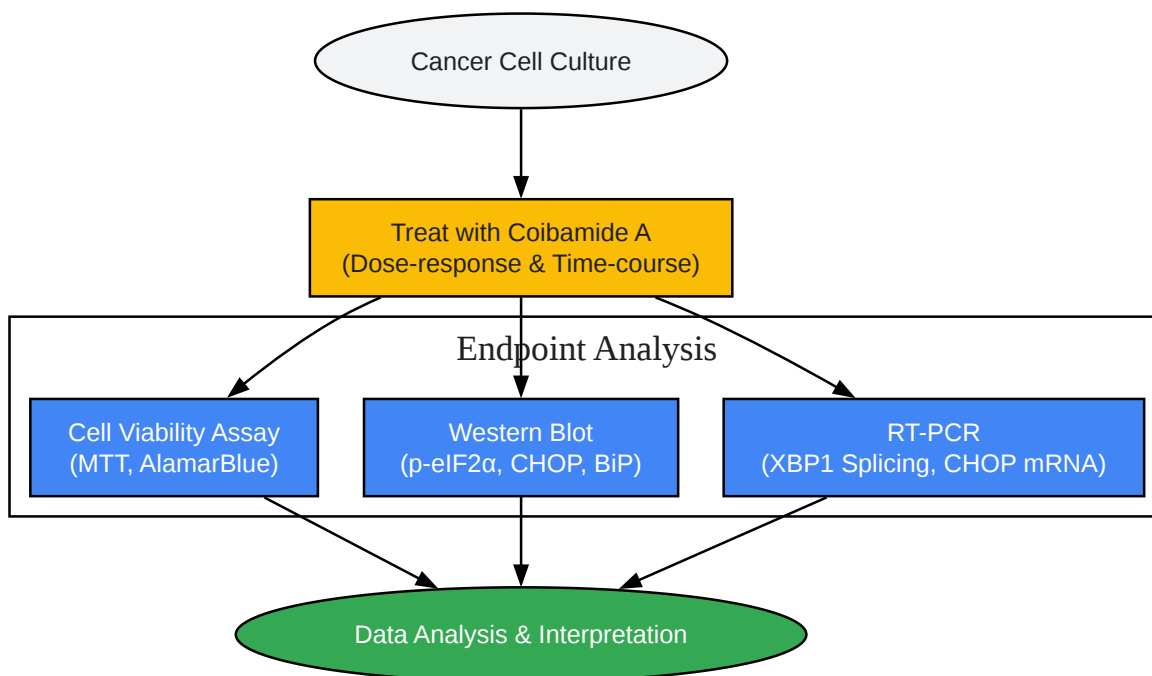 Cancer Cell Culture
Treat with Coibamide A
(Dose-response & Time-course)
Endpoint Analysis
Cell Viability Assay
(MTT, AlamarBlue)
Western Blot
(p-eIF2α, CHOP, BiP)
RT-PCR
(XBP1 Splicing, CHOP mRNA)
Data Analysis & Interpretation